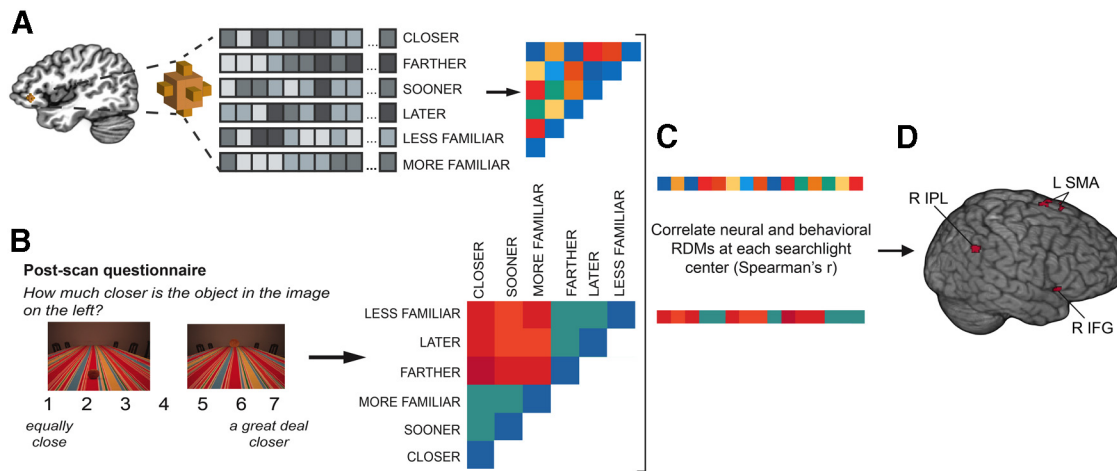 A
CLOSER
FARTHER
SOONER
LATER
LESS FAMILIAR
MORE FAMILIAR
... 
...
...
...
...
...
B
Post-scan questionnaire
How much closer is the object in the image
on the left?
1 2 3 4 5 6 7
equally
close
a great deal
closer
CLOSER
SOONER
MORE FAMILIAR
FARTHER
LATER
LESS FAMILIAR
LESS FAMILIAR
LATER
FARTHER
MORE FAMILIAR
SOONER
CLOSER
C
Correlate neural and behavioral
RDMs at each searchlight
center (Spearman's r)
D
L SMA
R IPL
R IFG